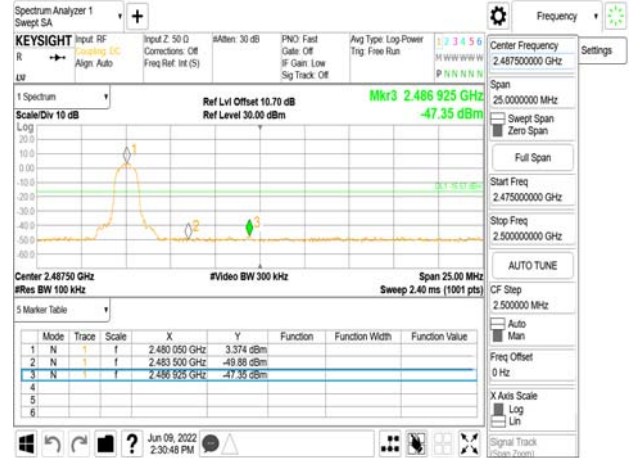 Spectrum Analyzer 1
Swept SA
Frequency
KEYSIGHT
R
Input: RF
Coupling: DC
Align: Auto
Input Z: 50 Ω
Corrections: Off
Freq Ref: Int (S)
#Atten: 30 dB
PNO: Fast
Gate: Off
IF Gain: Low
Sig Track: Off
Avg Type: Log-Power
Trig: Free Run
1 2 3 4 5 6
M W W W W W
P N N N N N
1 Spectrum
Scale/Div 10 dB
Ref Lvl Offset 10.70 dB
Ref Level 30.00 dBm
Mkr3 2.486 925 GHz
-47.35 dBm
Log
20.0
10.0
0.00
-10.0
-20.0
-30.0
-40.0
-50.0
-60.0
1
2
3
Center 2.48750 GHz
#Res BW 100 kHz
#Video BW 300 kHz
Span 25.00 MHz
Sweep 2.40 ms (1001 pts)
5 Marker Table
Mode Trace Scale X Y Function Function Width Function Value
1 N 1 f 2.480 050 GHz 3.374 dBm
2 N 1 f 2.483 500 GHz -49.88 dBm
3 N 1 f 2.486 925 GHz -47.35 dBm
4
5
6
Jun 09, 2022
2:30:48 PM
Center Frequency
2.487500000 GHz
Settings
Span
25.0000000 MHz
Swept Span
Zero Span
Full Span
Start Freq
2.475000000 GHz
Stop Freq
2.500000000 GHz
AUTO TUNE
CF Step
2.500000 MHz
Auto
Man
Freq Offset
0 Hz
X Axis Scale
Log
Lin
Signal Track
(Span Zoom)